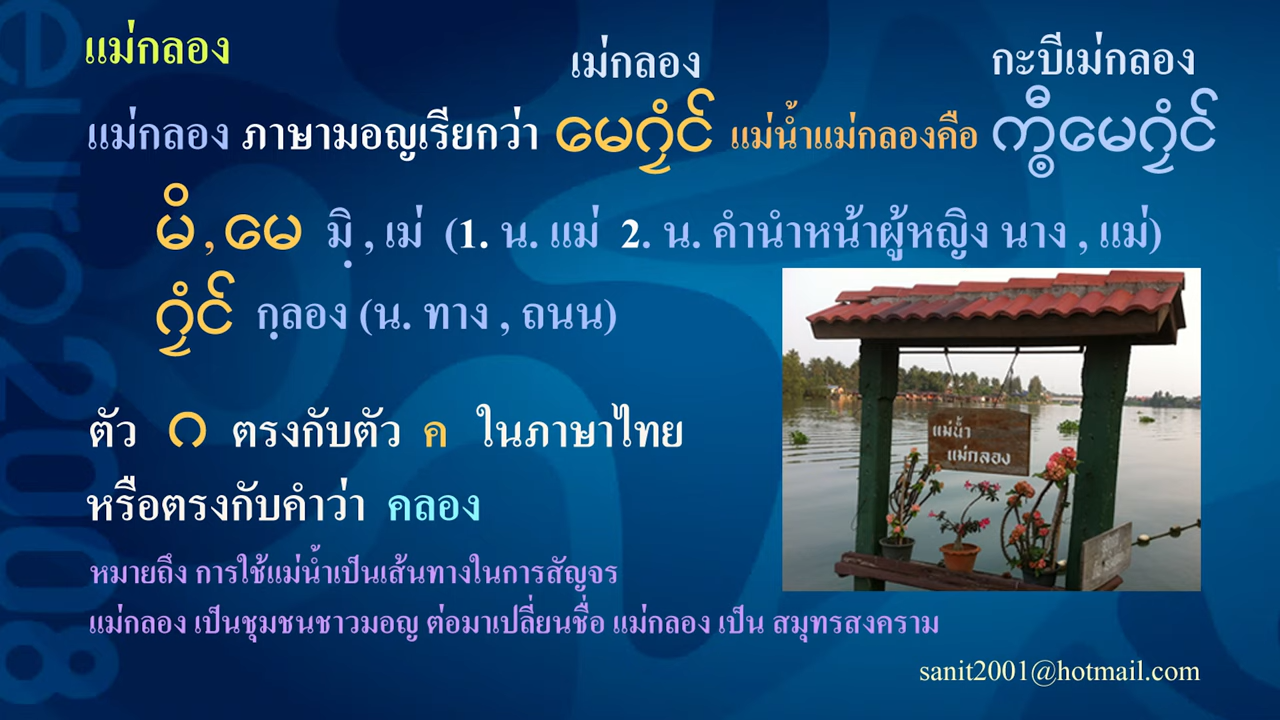 euro2008
แม่กลอง
เม่กลอง
กะบีเม่กลอง
แม่กลอง ภาษามอญเรียกว่า မေဂၠံၚ် แม่น้ำแม่กลองคือ ကၠဳမေဂၠံၚ်
မိ , မေ มิ̣ , เม่ (1. น. แม่ 2. น. คำนำหน้าผู้หญิง นาง , แม่)
ဂၠံၚ် กฺลอง (น. ทาง , ถนน)
ตัว ဂ ตรงกับตัว ค ในภาษาไทย
หรือตรงกับคำว่า คลอง
หมายถึง การใช้แม่น้ำเป็นเส้นทางในการสัญจร
แม่กลอง เป็นชุมชนชาวมอญ ต่อมาเปลี่ยนชื่อ แม่กลอง เป็น สมุทรสงคราม
แม่น้ำ
แม่กลอง
sanit2001@hotmail.com